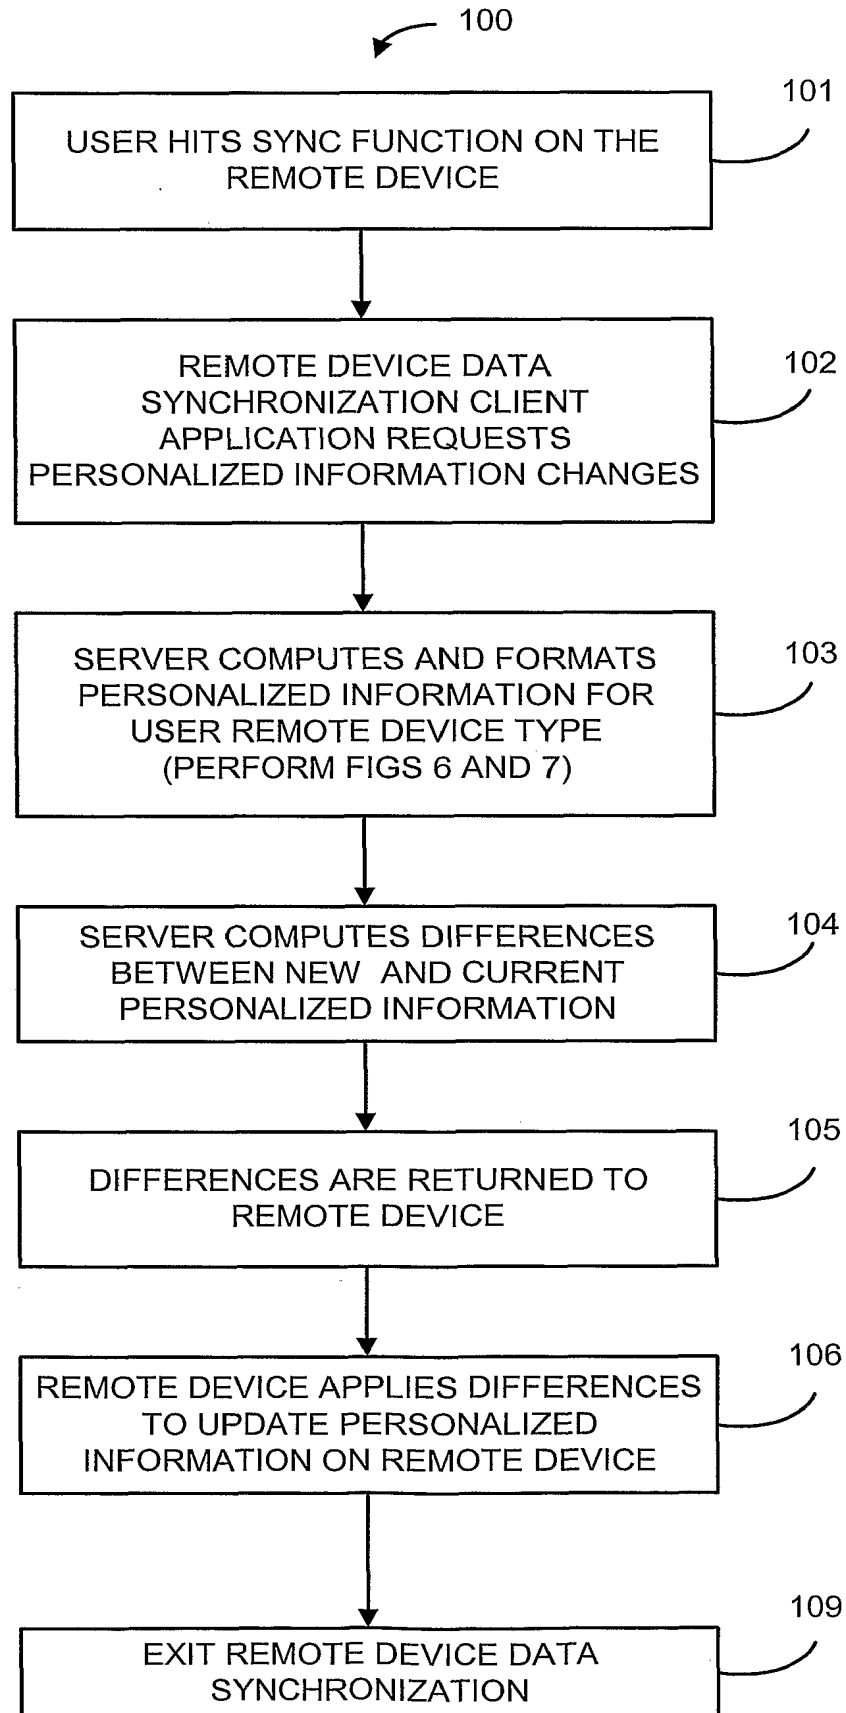 100
101
USER HITS SYNC FUNCTION ON THE
REMOTE DEVICE
102
REMOTE DEVICE DATA
SYNCHRONIZATION CLIENT
APPLICATION REQUESTS
PERSONALIZED INFORMATION CHANGES
103
SERVER COMPUTES AND FORMATS
PERSONALIZED INFORMATION FOR
USER REMOTE DEVICE TYPE
(PERFORM FIGS 6 AND 7)
104
SERVER COMPUTES DIFFERENCES
BETWEEN NEW AND CURRENT
PERSONALIZED INFORMATION
105
DIFFERENCES ARE RETURNED TO
REMOTE DEVICE
106
REMOTE DEVICE APPLIES DIFFERENCES
TO UPDATE PERSONALIZED
INFORMATION ON REMOTE DEVICE
109
EXIT REMOTE DEVICE DATA
SYNCHRONIZATION